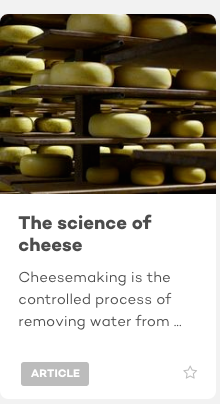 The science of
cheese
Cheesemaking is the
controlled process of
removing water from ...
ARTICLE